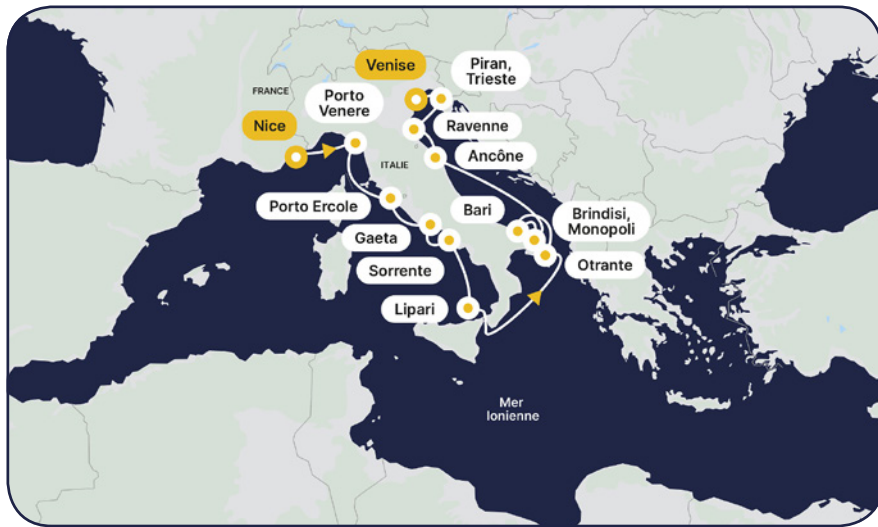 Venise
Piran,
Trieste
FRANCE
Porto
Venere
Nice
Ravenne
Ancône
ITALIE
Porto Ercole
Bari
Brindisi,
Monopoli
Gaeta
Otrante
Sorrente
Lipari
Mer
Ionienne